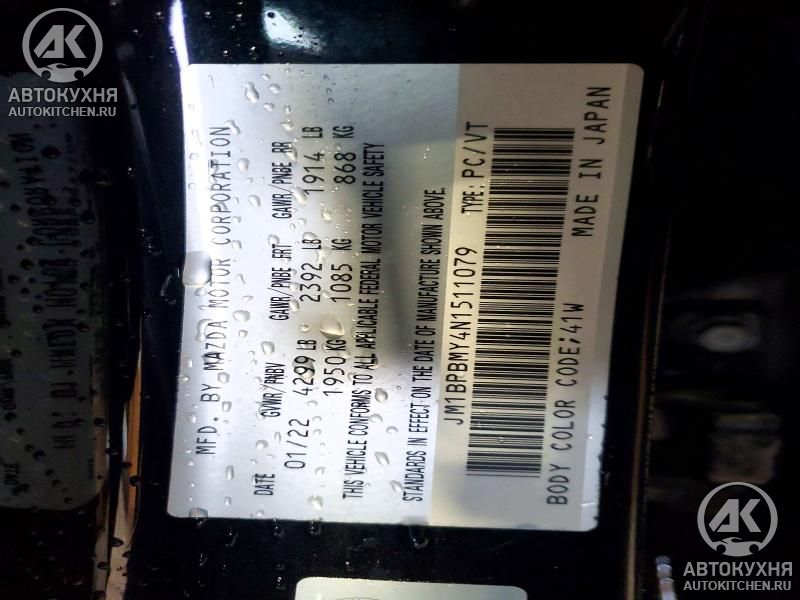 AK
АВТОКУХНЯ
AUTOKITCHEN.RU
MFD. BY MAZDA MOTOR CORPORATION
DATE GVWR/PNBV GAWR/PNBE FRT GAWR/PNBE RR
01/22 4299 LB 2392 LB 1914 LB
1950 KG 1085 KG 868 KG
THIS VEHICLE CONFORMS TO ALL APPLICABLE FEDERAL MOTOR VEHICLE SAFETY
STANDARDS IN EFFECT ON THE DATE OF MANUFACTURE SHOWN ABOVE.
JM1BPBMY4N1511079 TYPE: PC/VT
BODY COLOR CODE;41W MADE IN JAPAN
AK
АВТОКУХНЯ
AUTOKITCHEN.RU